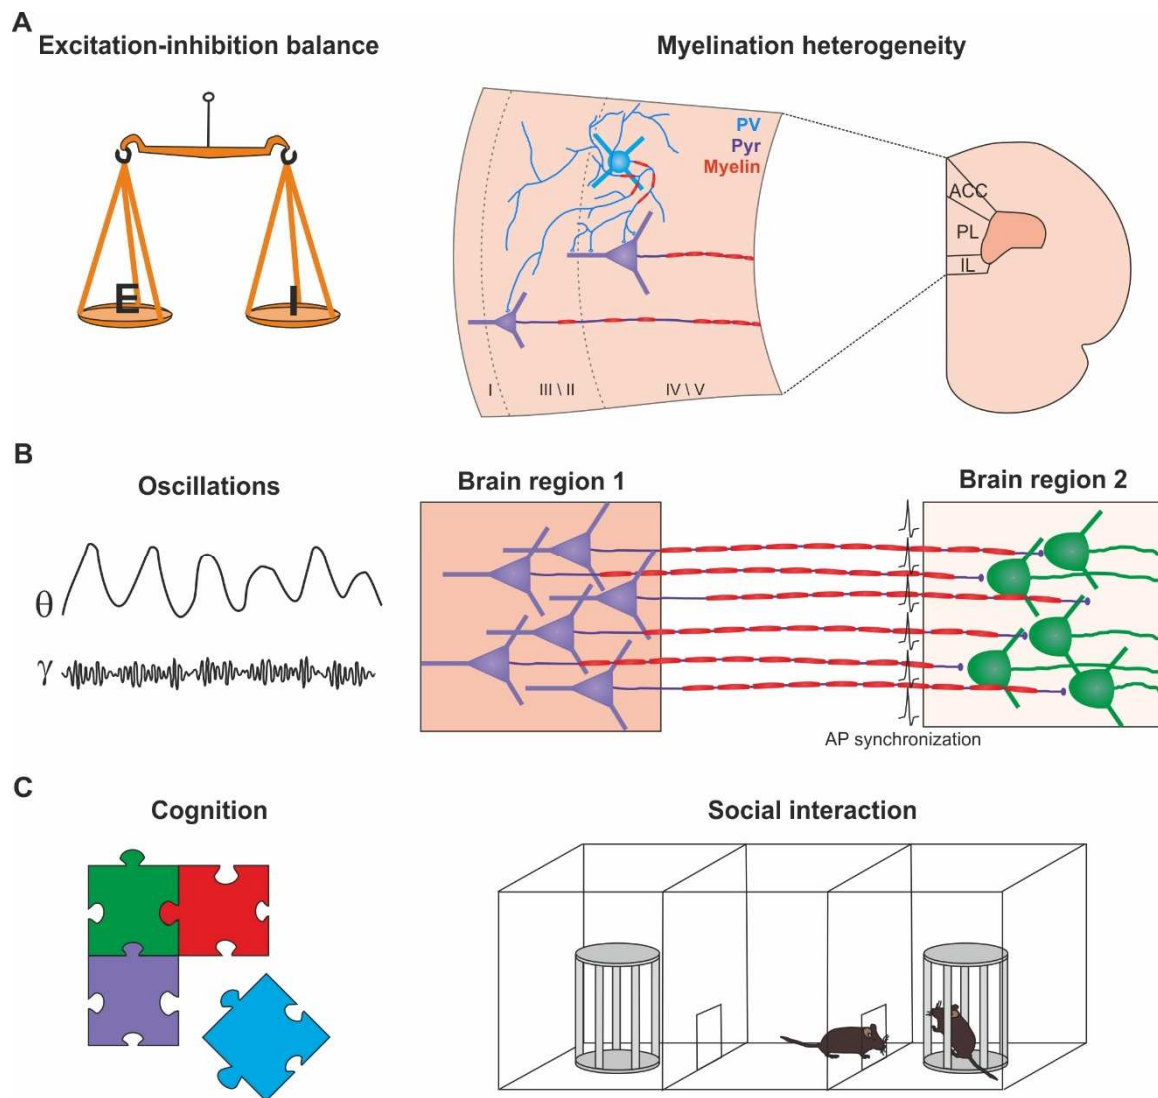 A
Excitation-inhibition balance
Myelination heterogeneity
E
I
PV
Pyr
Myelin
I
III \ II
IV \ V
ACC
PL
IL
B
Oscillations
θ
γ
Brain region 1
Brain region 2
AP synchronization
C
Cognition
Social interaction